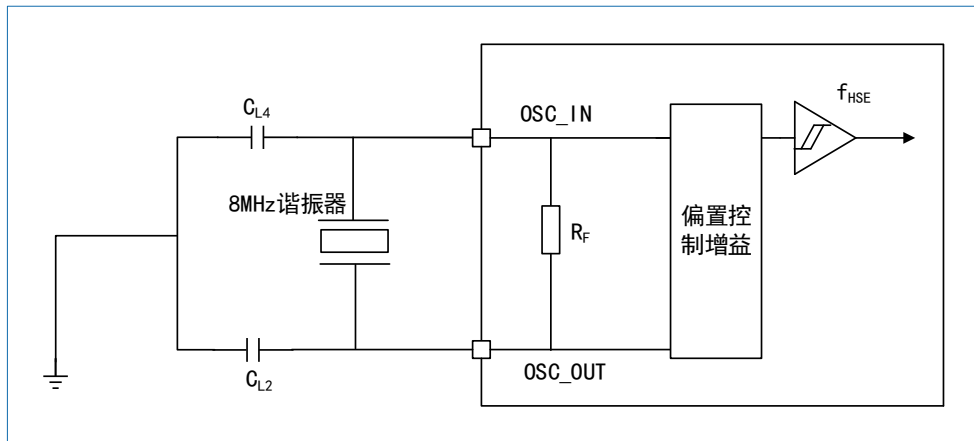 f_HSE
C_L4
OSC_IN
8MHz谐振器
R_F
偏置控
制增益
OSC_OUT
C_L2